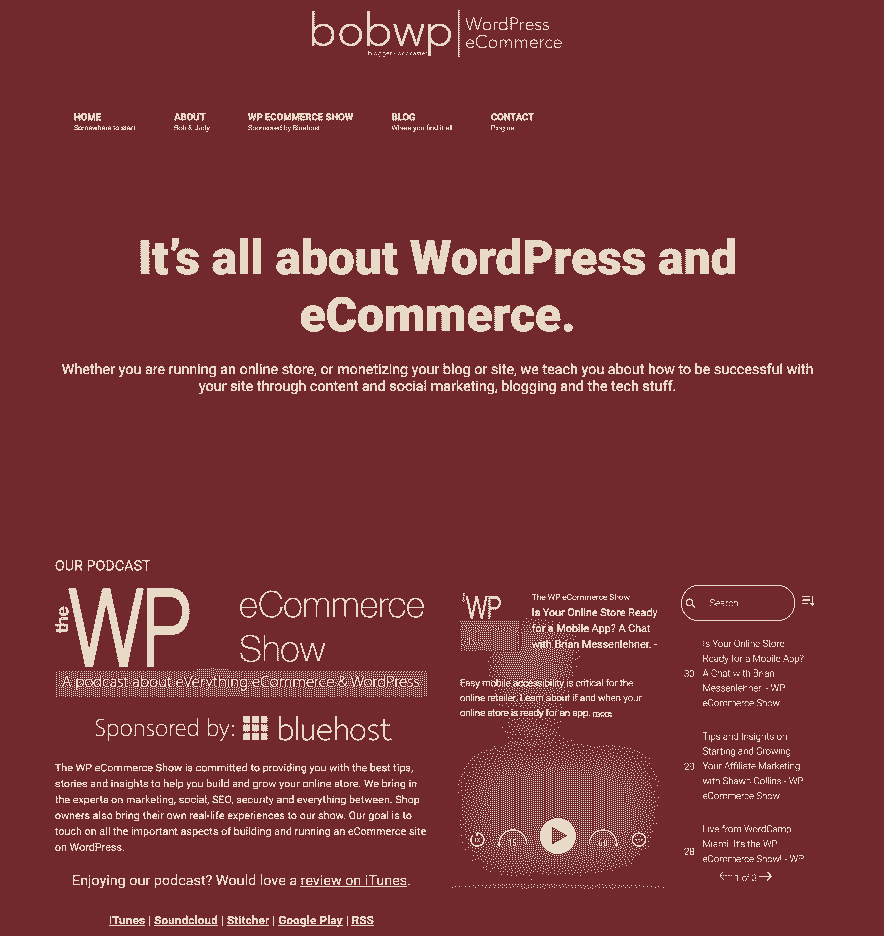 bobwp
WordPress
eCommerce
blogger · podcaster
HOME
Somewhere to start
ABOUT
Bob & Judy
WP ECOMMERCE SHOW
Sponsored by Bluehost
BLOG
Where you find it all
CONTACT
Ping me
It's all about WordPress and
eCommerce.
Whether you are running an online store, or monetizing your blog or site, we teach you about how to be successful with
your site through content and social marketing, blogging and the tech stuff.
OUR PODCAST
the WP
eCommerce
Show
A podcast about eVerything eCommerce & WordPress
Sponsored by: bluehost
The WP eCommerce Show is committed to providing you with the best tips,
stories and insights to help you build and grow your online store. We bring in
the experts on marketing, social, SEO, security and everything between. Shop
owners also bring their own real-life experiences to our show. Our goal is to
touch on all the important aspects of building and running an eCommerce site
on WordPress.
Enjoying our podcast? Would love a review on iTunes.
iTunes | Soundcloud | Stitcher | Google Play | RSS
WP
The WP eCommerce Show
Is Your Online Store Ready
for a Mobile App? A Chat
with Brian Messenlehner. -
Easy mobile accessibility is critical for the
online retailer. Learn about if and when your
online store is ready for an app. more
Search
30
Is Your Online Store
Ready for a Mobile App?
A Chat with Brian
Messenlehner. - WP
eCommerce Show
29
Tips and Insights on
Starting and Growing
Your Affiliate Marketing
with Shawn Collins - WP
eCommerce Show
28
Live from WordCamp
Miami. It's the WP
eCommerce Show! - WP
1 of 3